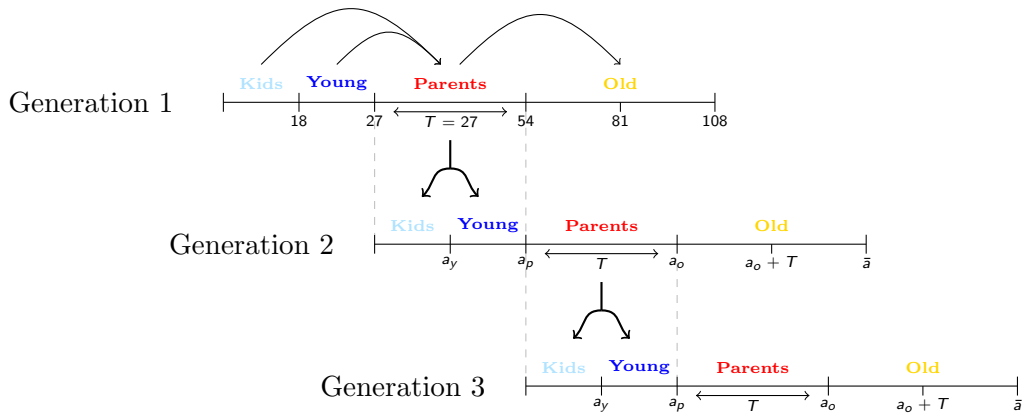 Kids Young Parents Old
Generation 1
18 27 T = 27 54 81 108
Kids Young Parents Old
Generation 2
a_y a_p T a_o a_o + T ā
Kids Young Parents Old
Generation 3
a_y a_p T a_o a_o + T ā